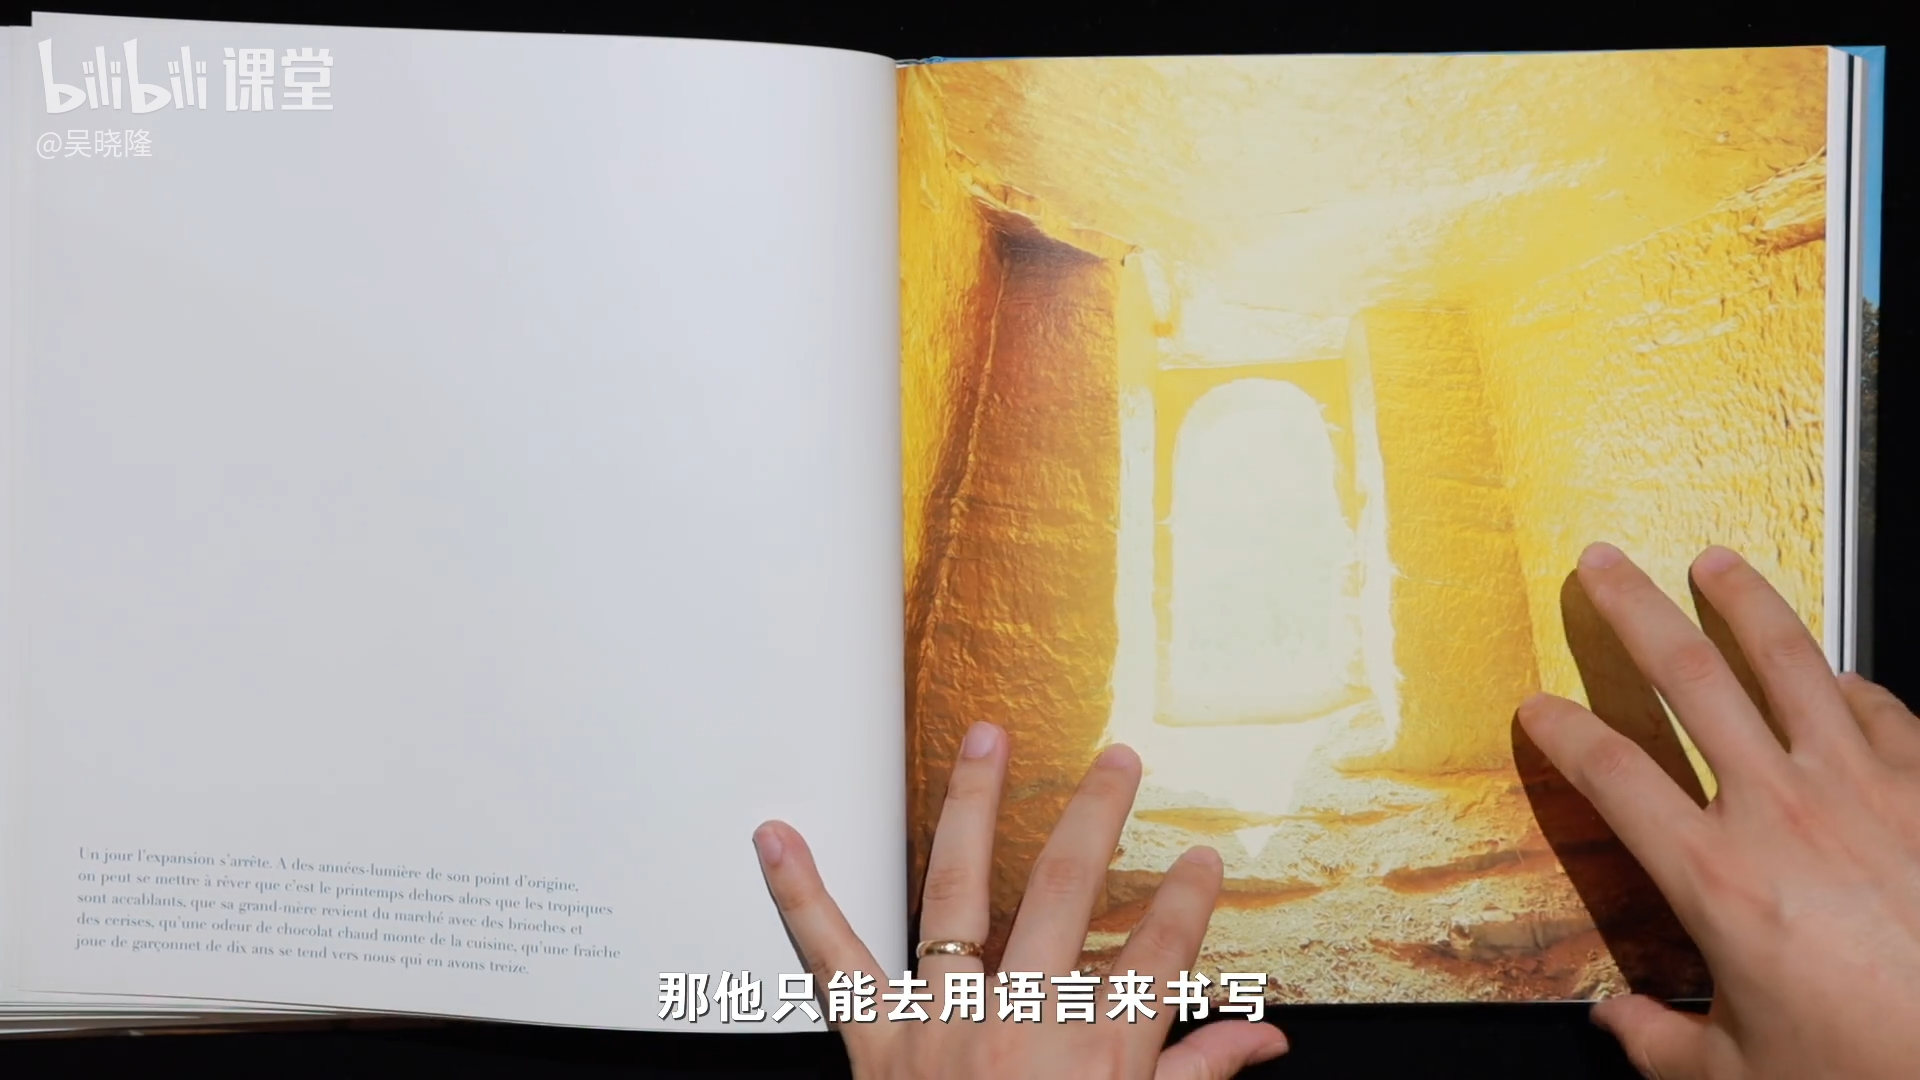 bilibili 课堂
@吴晓隆
Un jour l'expansion s'arrête. A des années-lumière de son point d'origine,
on peut se mettre à rêver que c'est le printemps dehors alors que les tropiques
sont accablants, que sa grand-mère revient du marché avec des brioches et
des cerises, qu'une odeur de chocolat chaud monte de la cuisine, qu'une fraîche
joue de garçonnet de dix ans se tend vers nous qui en avons treize.
那他只能去用语言来书写